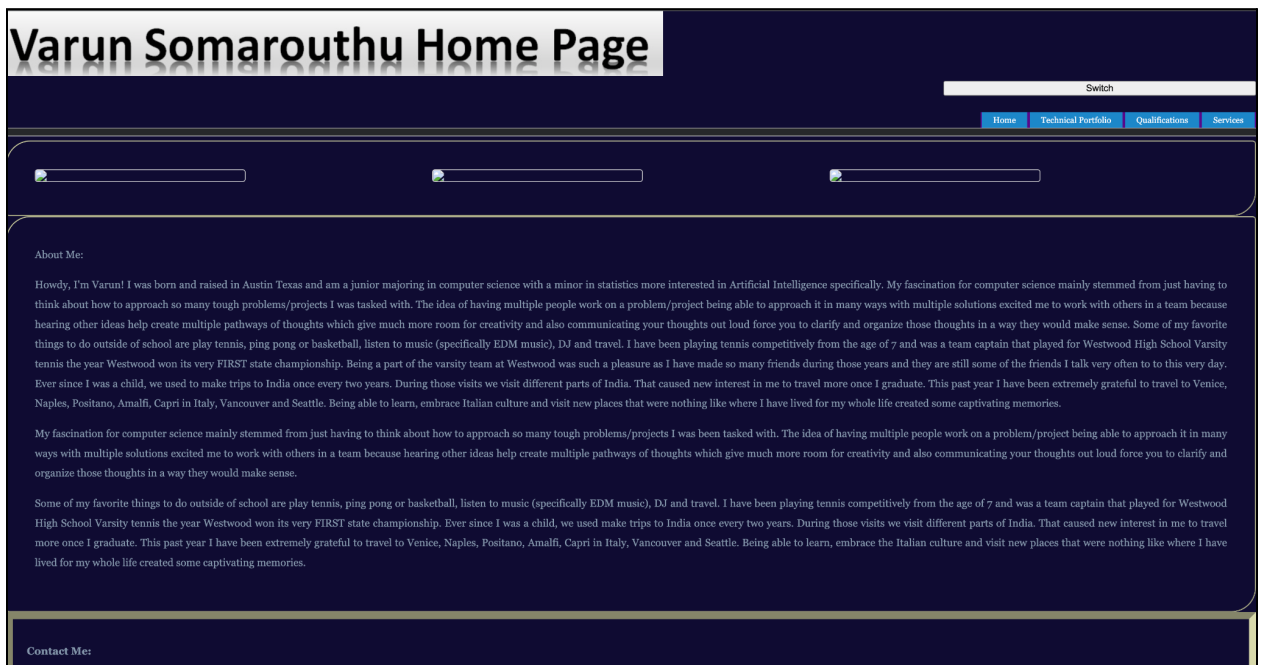 Varun Somarouthu Home Page
Switch
Home Technical Portfolio Qualifications Services
About Me:
Howdy, I'm Varun! I was born and raised in Austin Texas and am a junior majoring in computer science with a minor in statistics more interested in Artificial Intelligence specifically. My fascination for computer science mainly stemmed from just having to
think about how to approach so many tough problems/projects I was tasked with. The idea of having multiple people work on a problem/project being able to approach it in many ways with multiple solutions excited me to work with others in a team because
hearing other ideas help create multiple pathways of thoughts which give much more room for creativity and also communicating your thoughts out loud force you to clarify and organize those thoughts in a way they would make sense. Some of my favorite
things to do outside of school are play tennis, ping pong or basketball, listen to music (specifically EDM music), DJ and travel. I have been playing tennis competitively from the age of 7 and was a team captain that played for Westwood High School Varsity
tennis the year Westwood won its very FIRST state championship. Being a part of the varsity team at Westwood was such a pleasure as I have made so many friends during those years and they are still some of the friends I talk very often to to this very day.
Ever since I was a child, we used to make trips to India once every two years. During those visits we visit different parts of India. That caused new interest in me to travel more once I graduate. This past year I have been extremely grateful to travel to Venice,
Naples, Positano, Amalfi, Capri in Italy, Vancouver and Seattle. Being able to learn, embrace Italian culture and visit new places that were nothing like where I have lived for my whole life created some captivating memories.
My fascination for computer science mainly stemmed from just having to think about how to approach so many tough problems/projects I was been tasked with. The idea of having multiple people work on a problem/project being able to approach it in many
ways with multiple solutions excited me to work with others in a team because hearing other ideas help create multiple pathways of thoughts which give much more room for creativity and also communicating your thoughts out loud force you to clarify and
organize those thoughts in a way they would make sense.
Some of my favorite things to do outside of school are play tennis, ping pong or basketball, listen to music (specifically EDM music), DJ and travel. I have been playing tennis competitively from the age of 7 and was a team captain that played for Westwood
High School Varsity tennis the year Westwood won its very FIRST state championship. Ever since I was a child, we used make trips to India once every two years. During those visits we visit different parts of India. That caused new interest in me to travel
more once I graduate. This past year I have been extremely grateful to travel to Venice, Naples, Positano, Amalfi, Capri in Italy, Vancouver and Seattle. Being able to learn, embrace the Italian culture and visit new places that were nothing like where I have
lived for my whole life created some captivating memories.
Contact Me: